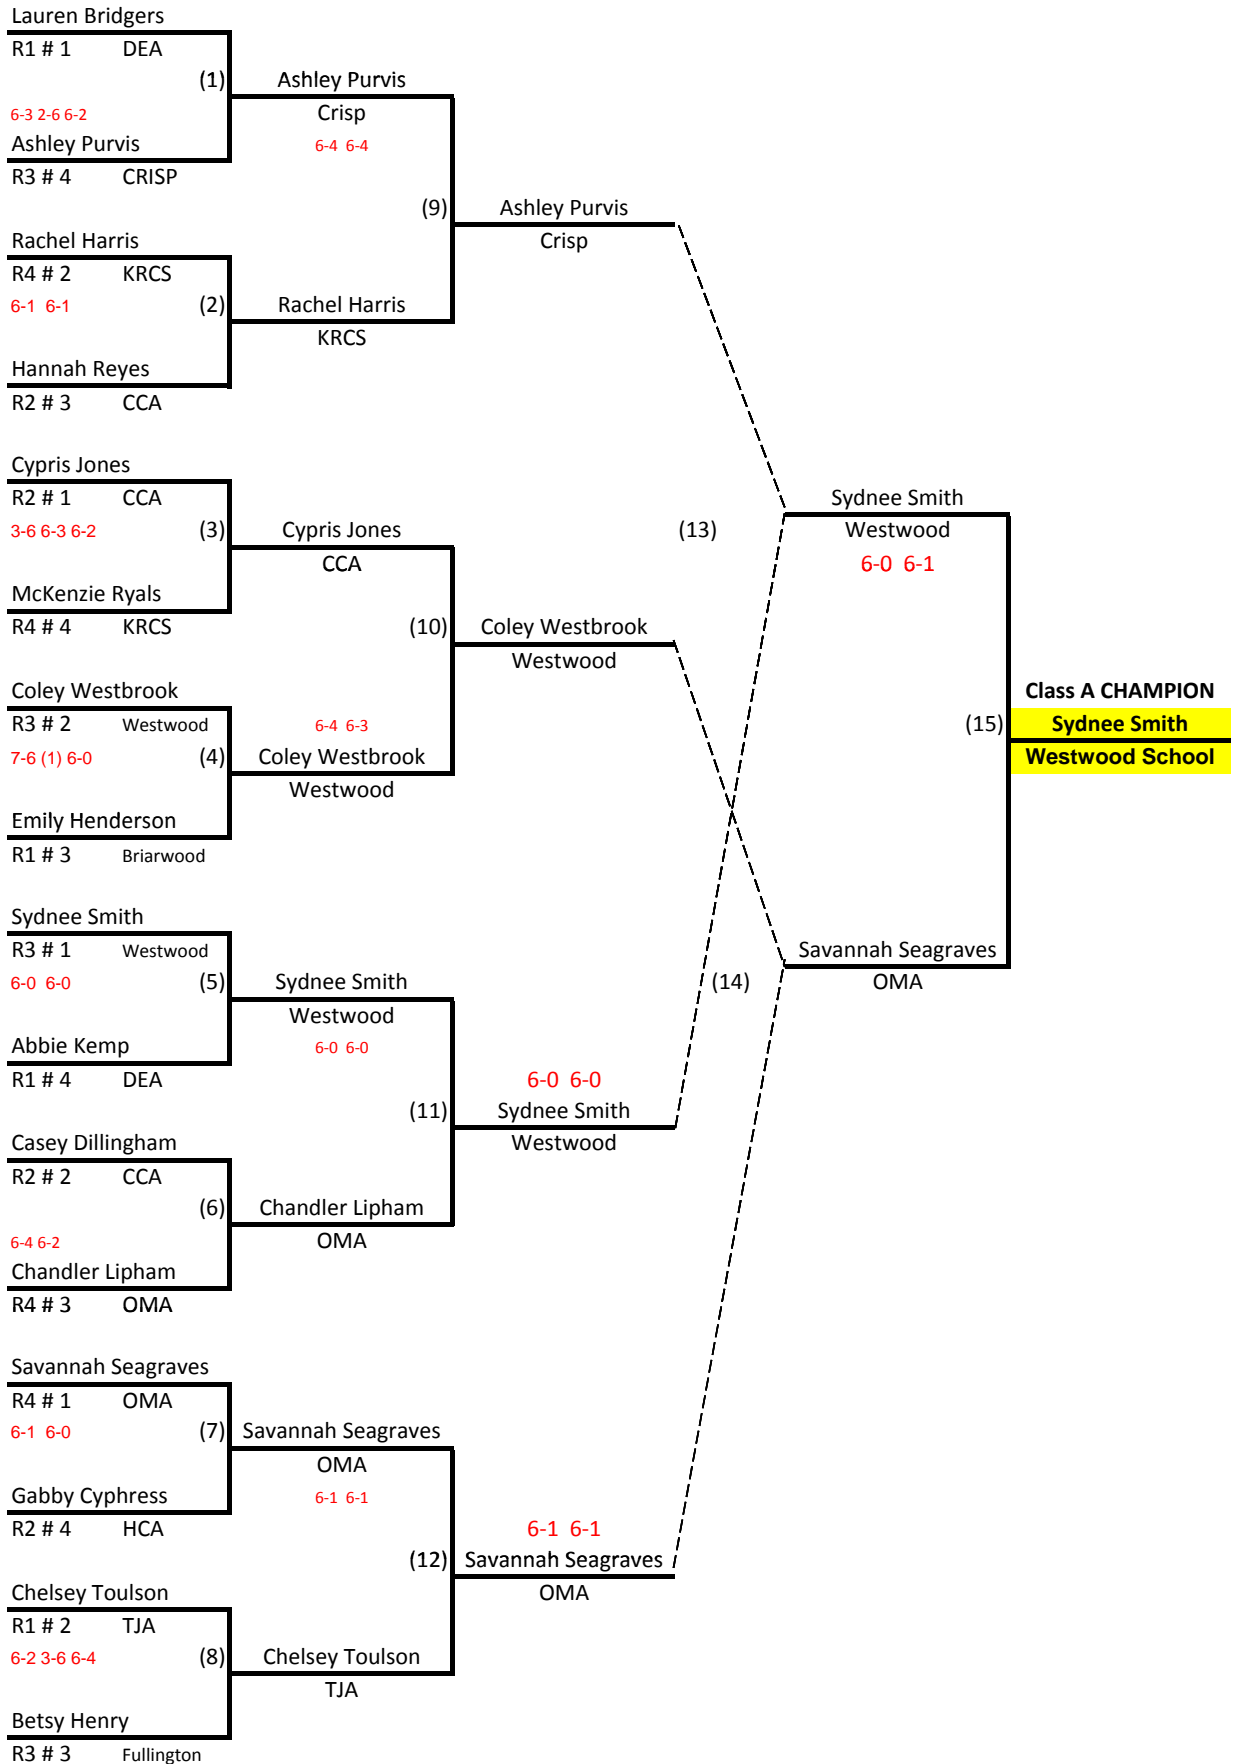 Lauren Bridgers
R1 # 1 DEA
(1) Ashley Purvis
6-3 2-6 6-2 Crisp
Ashley Purvis 6-4 6-4
R3 # 4 CRISP
(9) Ashley Purvis
Rachel Harris Crisp
R4 # 2 KRCS
6-1 6-1 (2) Rachel Harris
KRCS
Hannah Reyes
R2 # 3 CCA
Cypris Jones
R2 # 1 CCA Sydnee Smith
3-6 6-3 6-2 (3) Cypris Jones (13) Westwood
CCA 6-0 6-1
McKenzie Ryals
R4 # 4 KRCS (10) Coley Westbrook
Westwood
Coley Westbrook Class A CHAMPION
R3 # 2 Westwood 6-4 6-3 (15) Sydnee Smith
7-6 (1) 6-0 (4) Coley Westbrook Westwood School
Westwood
Emily Henderson
R1 # 3 Briarwood
Sydnee Smith
R3 # 1 Westwood Savannah Seagraves
6-0 6-0 (5) Sydnee Smith (14) OMA
Westwood
Abbie Kemp 6-0 6-0
R1 # 4 DEA 6-0 6-0
(11) Sydnee Smith
Casey Dillingham Westwood
R2 # 2 CCA
(6) Chandler Lipham
6-4 6-2 OMA
Chandler Lipham
R4 # 3 OMA
Savannah Seagraves
R4 # 1 OMA
6-1 6-0 (7) Savannah Seagraves
OMA
Gabby Cyphress 6-1 6-1
R2 # 4 HCA 6-1 6-1
(12) Savannah Seagraves
Chelsey Toulson OMA
R1 # 2 TJA
6-2 3-6 6-4 (8) Chelsey Toulson
TJA
Betsy Henry
R3 # 3 Fullington